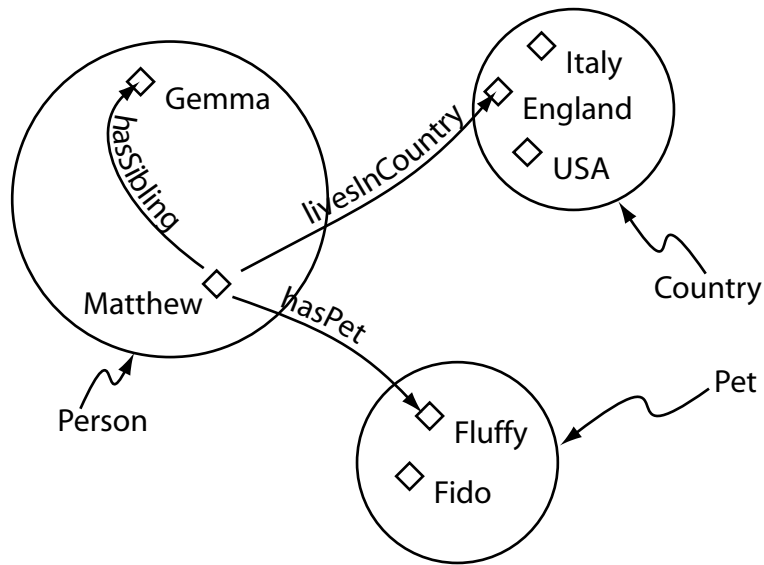 Italy
Gemma
England
hasSibling
livesInCountry
USA
Country
Matthew
hasPet
Pet
Person
Fluffy
Fido